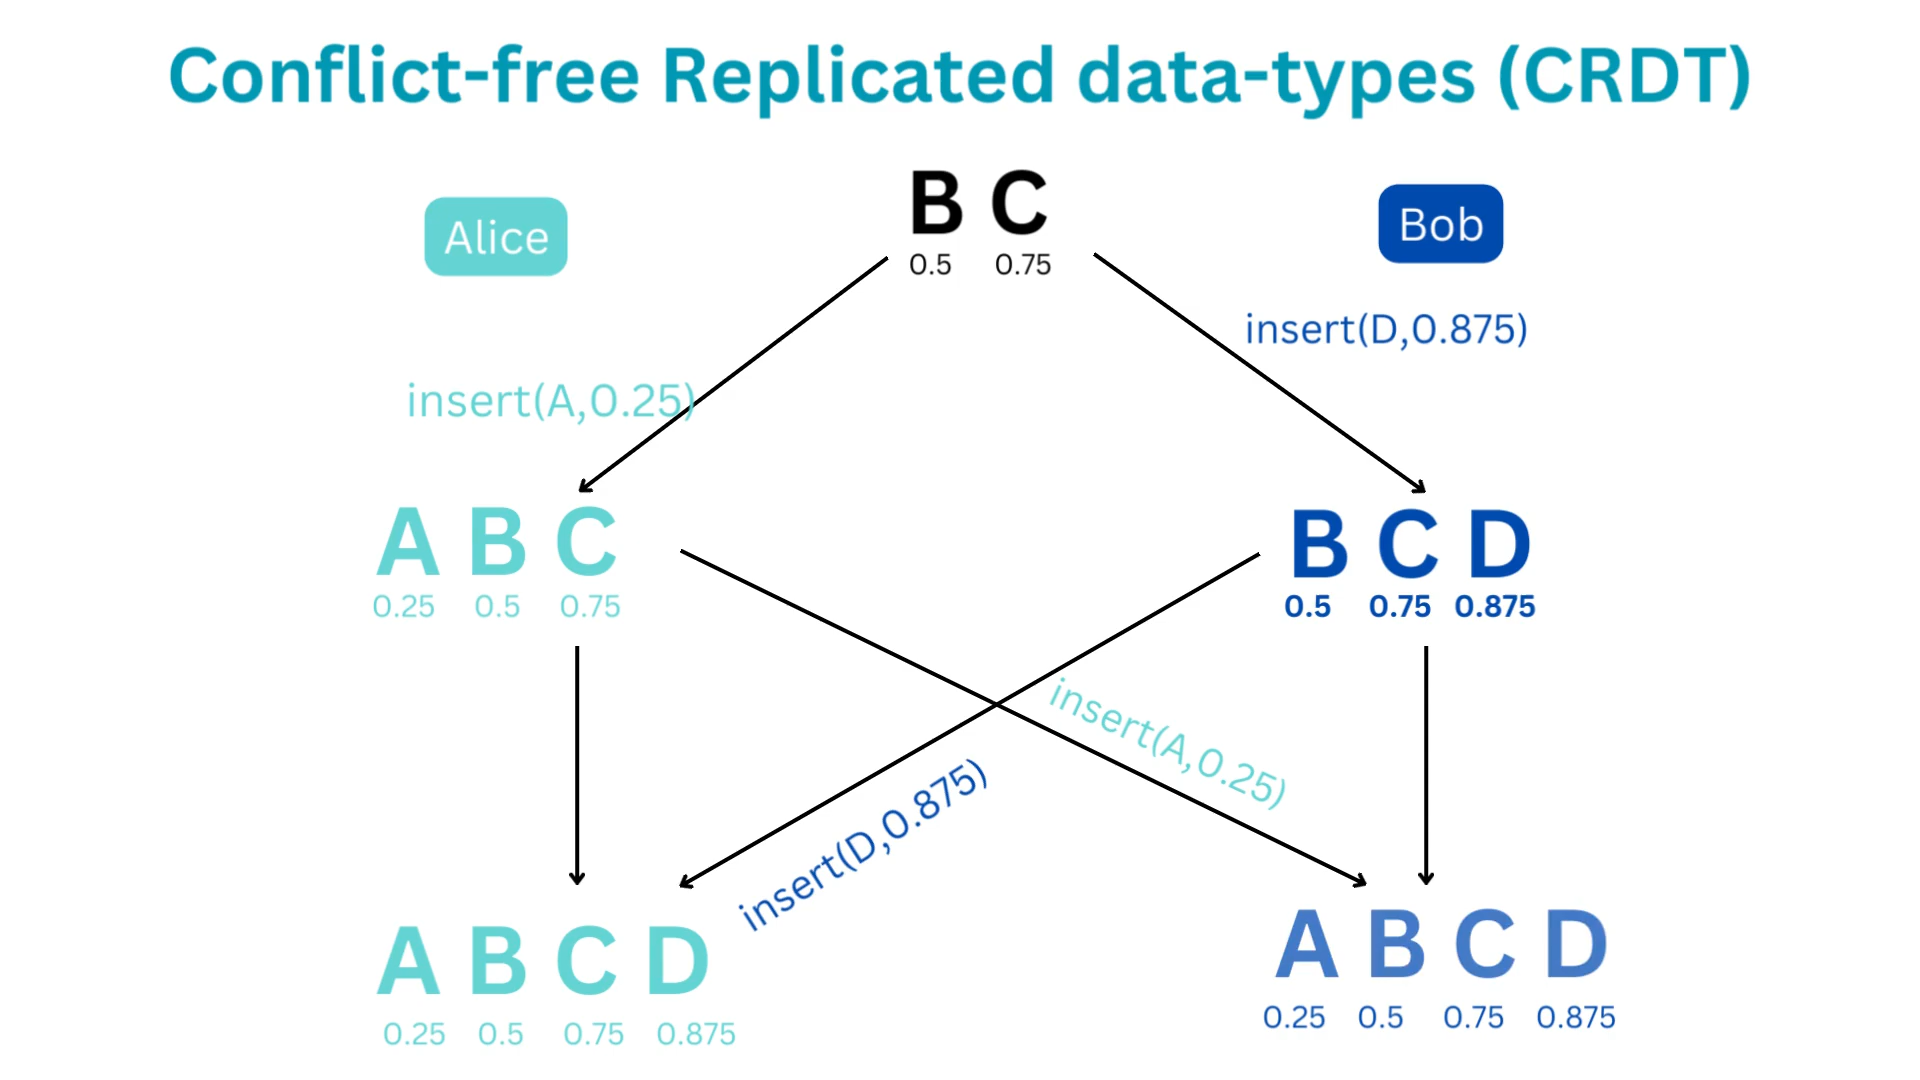 Conflict-free Replicated data-types (CRDT)
B C
0.5 0.75
Alice
Bob
insert(D,0.875)
insert(A,0.25)
A B C
0.25 0.5 0.75
B C D
0.5 0.75 0.875
insert(A,0.25)
insert(D,0.875)
A B C D
0.25 0.5 0.75 0.875
A B C D
0.25 0.5 0.75 0.875